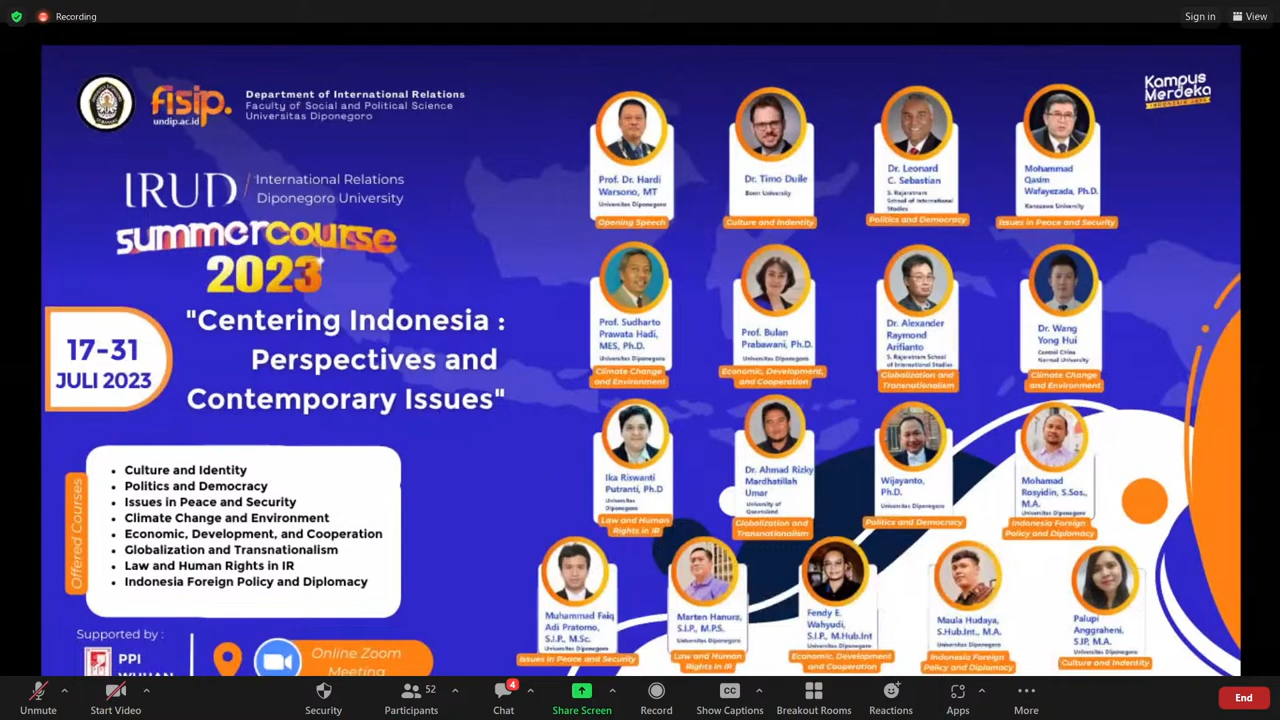 Recording
Sign in
View
fisip.
undip.ac.id
Department of International Relations
Faculty of Social and Political Science
Universitas Diponegoro
Kampus
Merdeka
INDONESIA JAYA
IRU
International Relations
Diponegoro University
summer course
2023
17-31
JULI 2023
"Centering Indonesia :
Perspectives and
Contemporary Issues"
Offered Courses
• Culture and Identity
• Politics and Democracy
• Issues in Peace and Security
• Climate Change and Environment
• Economic, Development, and Cooperation
• Globalization and Transnationalism
• Law and Human Rights in IR
• Indonesia Foreign Policy and Diplomacy
Supported by :
PPI
Online Zoom
Meeting
Prof. Dr. Hardi
Warsono, MT
Universitas Diponegoro
Opening Speech
Dr. Timo Duile
Bonn University
Culture and Indentity
Dr. Leonard
C. Sebastian
S. Rajaratnam
School of International
Studies
Politics and Democracy
Mohammad
Qasim
Wafayezada, Ph.D.
Kanazawa University
Issues in Peace and Security
Prof. Sudharto
Prawata Hadi,
MES, Ph.D.
Universitas Diponegoro
Climate Change
and Environment
Prof. Bulan
Prabawani, Ph.D.
Universitas Diponegoro
Economic, Development,
and Cooperation
Dr. Alexander
Raymond
Arifianto
S. Rajaratnam School
of International Studies
Globalization and
Transnationalism
Dr. Wang
Yong Hui
Central China
Normal University
Climate Change
and Environment
Ika Riswanti
Putranti, Ph.D
Universitas
Diponegoro
Law and Human
Rights in IR
Dr. Ahmad Rizky
Mardhatillah
Umar
University of
Queensland
Globalization and
Transnationalism
Wijayanto,
Ph.D.
Universitas Diponegoro
Politics and Democracy
Mohamad
Rosyidin, S.Sos.,
M.A.
Universitas Diponegoro
Indonesia Foreign
Policy and Diplomacy
Muhammad Faiq
Adi Pratomo,
S.I.P., M.Sc.
Universitas Diponegoro
Issues in Peace and Security
Marten Hanura,
S.I.P., M.P.S.
Universitas Diponegoro
Law and Human
Rights in IR
Fendy E.
Wahyudi,
S.I.P., M.Hub.Int
Universitas Diponegoro
Economic, Development
and Cooperation
Maula Hudaya,
S.Hub.Int., M.A.
Universitas Diponegoro
Indonesia Foreign
Policy and Diplomacy
Palupi
Anggraheni,
S.IP, M.A.
Universitas Diponegoro
Culture and Indentity
Unmute
Start Video
Security
52
Participants
4
Chat
Share Screen
Record
CC
Show Captions
Breakout Rooms
Reactions
Apps
More
End